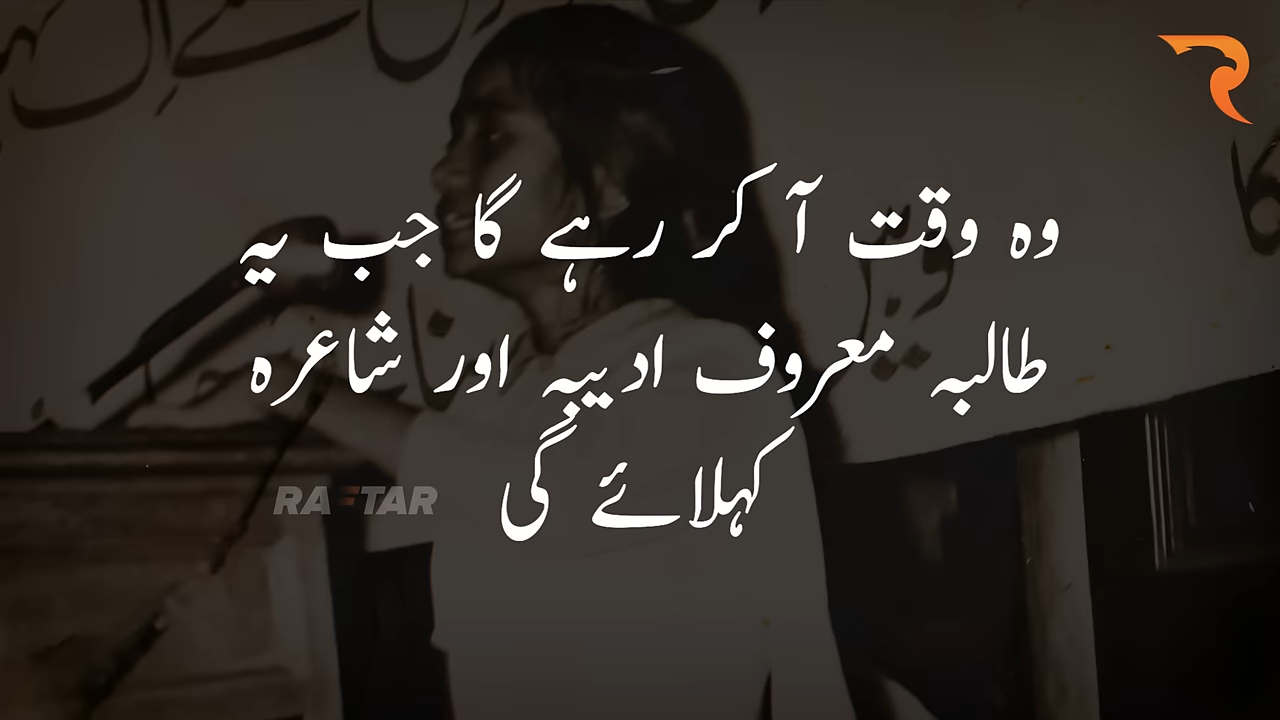 وہ وقت آ کر رہے گا جب یہ
طالبہ معروف ادیبہ اور شاعرہ
کہلائے گی
RAFTAR